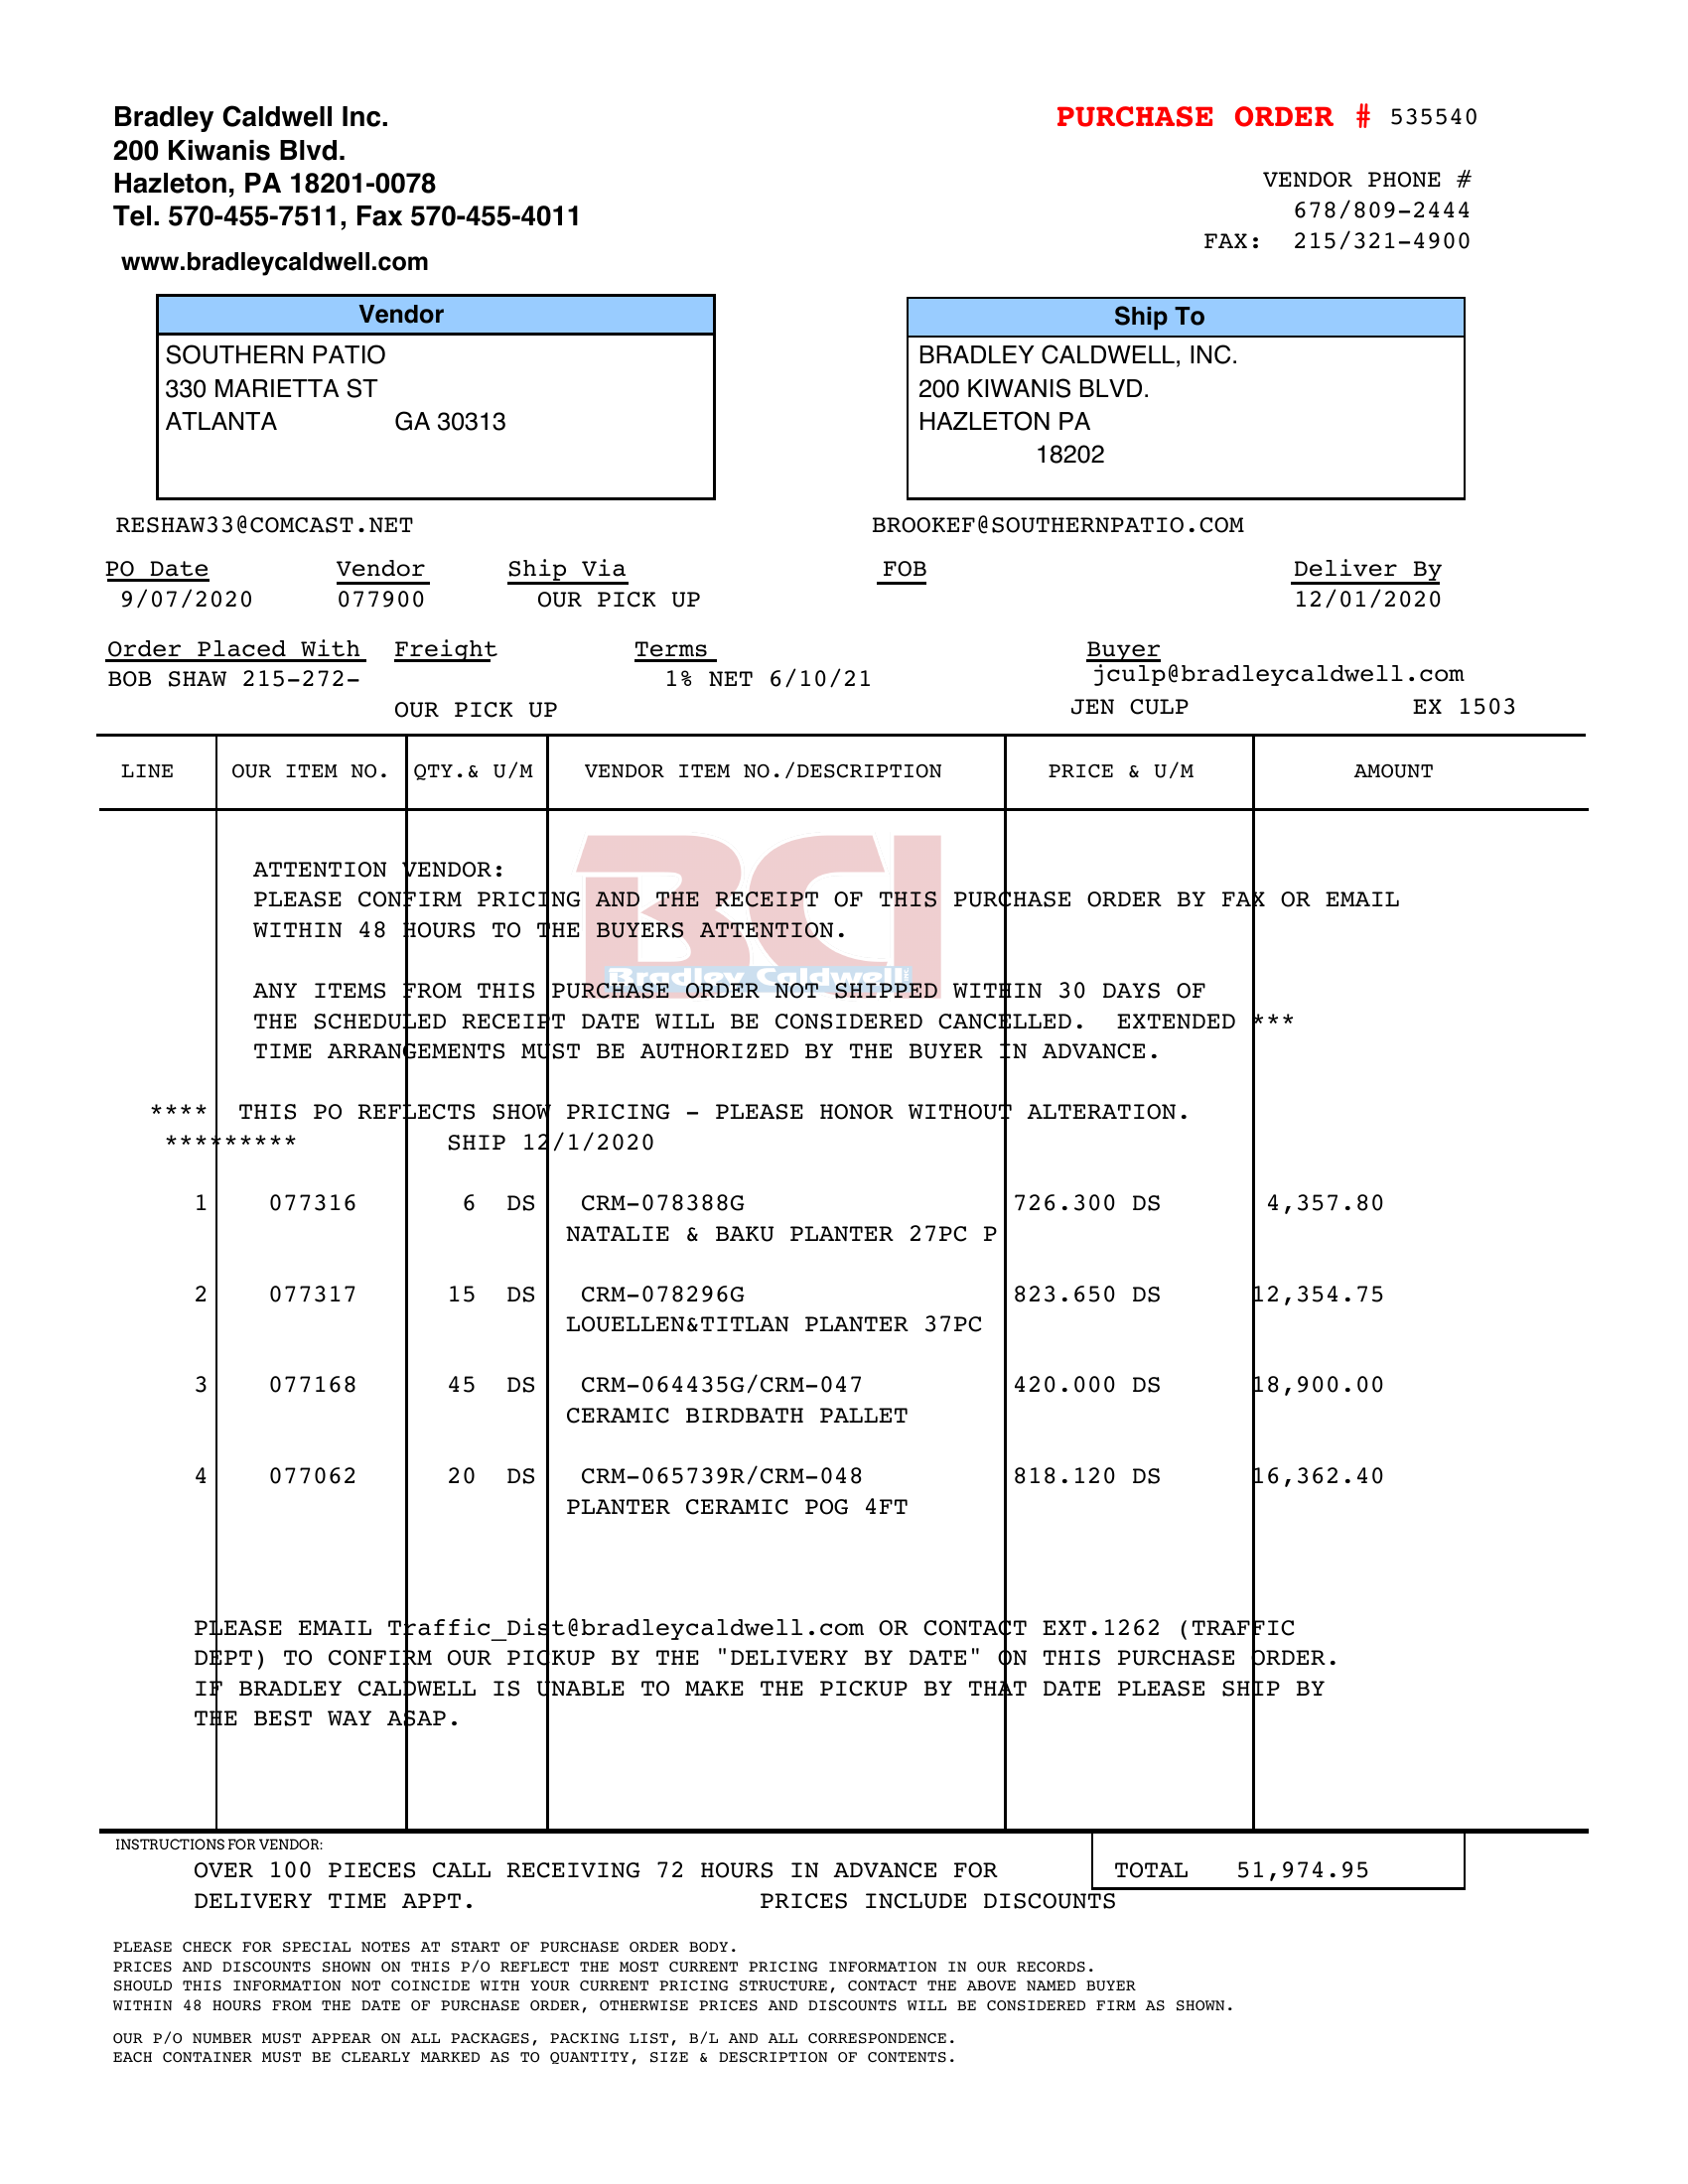 Bradley Caldwell Inc.
200 Kiwanis Blvd.
Hazleton, PA 18201-0078
Tel. 570-455-7511, Fax 570-455-4011
www.bradleycaldwell.com
PURCHASE ORDER # 535540
VENDOR PHONE #
678/809-2444
FAX: 215/321-4900
Vendor
SOUTHERN PATIO
330 MARIETTA ST
ATLANTA GA 30313
Ship To
BRADLEY CALDWELL, INC.
200 KIWANIS BLVD.
HAZLETON PA
18202
RESHAW33@COMCAST.NET BROOKEF@SOUTHERNPATIO.COM
PO Date Vendor Ship Via FOB Deliver By
9/07/2020 077900 OUR PICK UP 12/01/2020
Order Placed With Freight Terms Buyer
BOB SHAW 215-272- 1% NET 6/10/21 jculp@bradleycaldwell.com
OUR PICK UP JEN CULP EX 1503
LINE OUR ITEM NO. QTY.& U/M VENDOR ITEM NO./DESCRIPTION PRICE & U/M AMOUNT
BCI
Bradley Caldwell Inc.
ATTENTION VENDOR:
PLEASE CONFIRM PRICING AND THE RECEIPT OF THIS PURCHASE ORDER BY FAX OR EMAIL
WITHIN 48 HOURS TO THE BUYERS ATTENTION.
ANY ITEMS FROM THIS PURCHASE ORDER NOT SHIPPED WITHIN 30 DAYS OF
THE SCHEDULED RECEIPT DATE WILL BE CONSIDERED CANCELLED. EXTENDED ***
TIME ARRANGEMENTS MUST BE AUTHORIZED BY THE BUYER IN ADVANCE.
**** THIS PO REFLECTS SHOW PRICING - PLEASE HONOR WITHOUT ALTERATION.
********* SHIP 12/1/2020
1 077316 6 DS CRM-078388G 726.300 DS 4,357.80
NATALIE & BAKU PLANTER 27PC P
2 077317 15 DS CRM-078296G 823.650 DS 12,354.75
LOUELLEN&TITLAN PLANTER 37PC
3 077168 45 DS CRM-064435G/CRM-047 420.000 DS 18,900.00
CERAMIC BIRDBATH PALLET
4 077062 20 DS CRM-065739R/CRM-048 818.120 DS 16,362.40
PLANTER CERAMIC POG 4FT
PLEASE EMAIL Traffic_Dist@bradleycaldwell.com OR CONTACT EXT.1262 (TRAFFIC
DEPT) TO CONFIRM OUR PICKUP BY THE "DELIVERY BY DATE" ON THIS PURCHASE ORDER.
IF BRADLEY CALDWELL IS UNABLE TO MAKE THE PICKUP BY THAT DATE PLEASE SHIP BY
THE BEST WAY ASAP.
INSTRUCTIONS FOR VENDOR:
OVER 100 PIECES CALL RECEIVING 72 HOURS IN ADVANCE FOR TOTAL 51,974.95
DELIVERY TIME APPT. PRICES INCLUDE DISCOUNTS
PLEASE CHECK FOR SPECIAL NOTES AT START OF PURCHASE ORDER BODY.
PRICES AND DISCOUNTS SHOWN ON THIS P/O REFLECT THE MOST CURRENT PRICING INFORMATION IN OUR RECORDS.
SHOULD THIS INFORMATION NOT COINCIDE WITH YOUR CURRENT PRICING STRUCTURE, CONTACT THE ABOVE NAMED BUYER
WITHIN 48 HOURS FROM THE DATE OF PURCHASE ORDER, OTHERWISE PRICES AND DISCOUNTS WILL BE CONSIDERED FIRM AS SHOWN.
OUR P/O NUMBER MUST APPEAR ON ALL PACKAGES, PACKING LIST, B/L AND ALL CORRESPONDENCE.
EACH CONTAINER MUST BE CLEARLY MARKED AS TO QUANTITY, SIZE & DESCRIPTION OF CONTENTS.